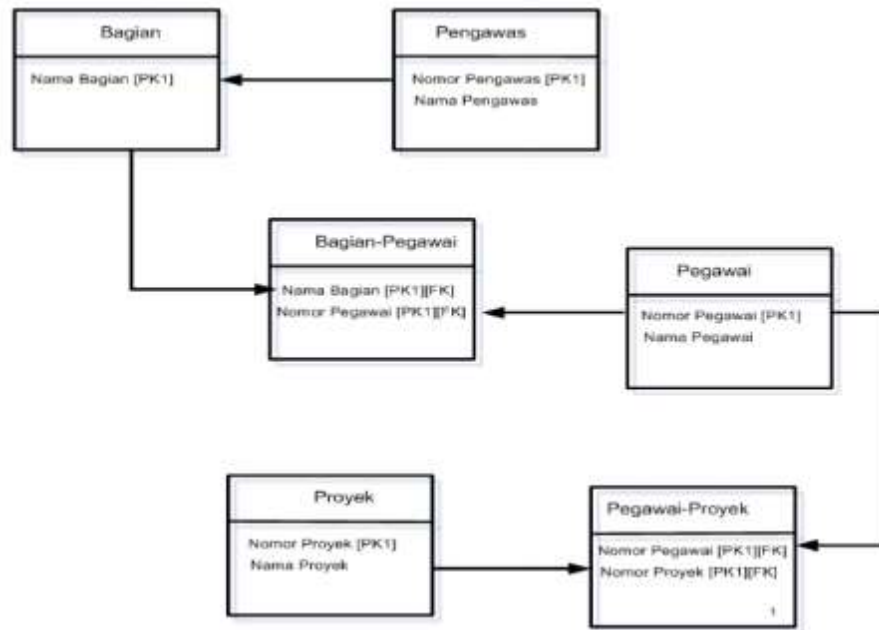 Bagian
Nama Bagian [PK1]
Pengawas
Nomor Pengawas [PK1]
Nama Pengawas
Bagian-Pegawai
Nama Bagian [PK1][FK]
Nomor Pegawai [PK1][FK]
Pegawai
Nomor Pegawai [PK1]
Nama Pegawai
Proyek
Nomor Proyek [PK1]
Nama Proyek
Pegawai-Proyek
Nomor Pegawai [PK1][FK]
Nomor Proyek [PK1][FK]
1